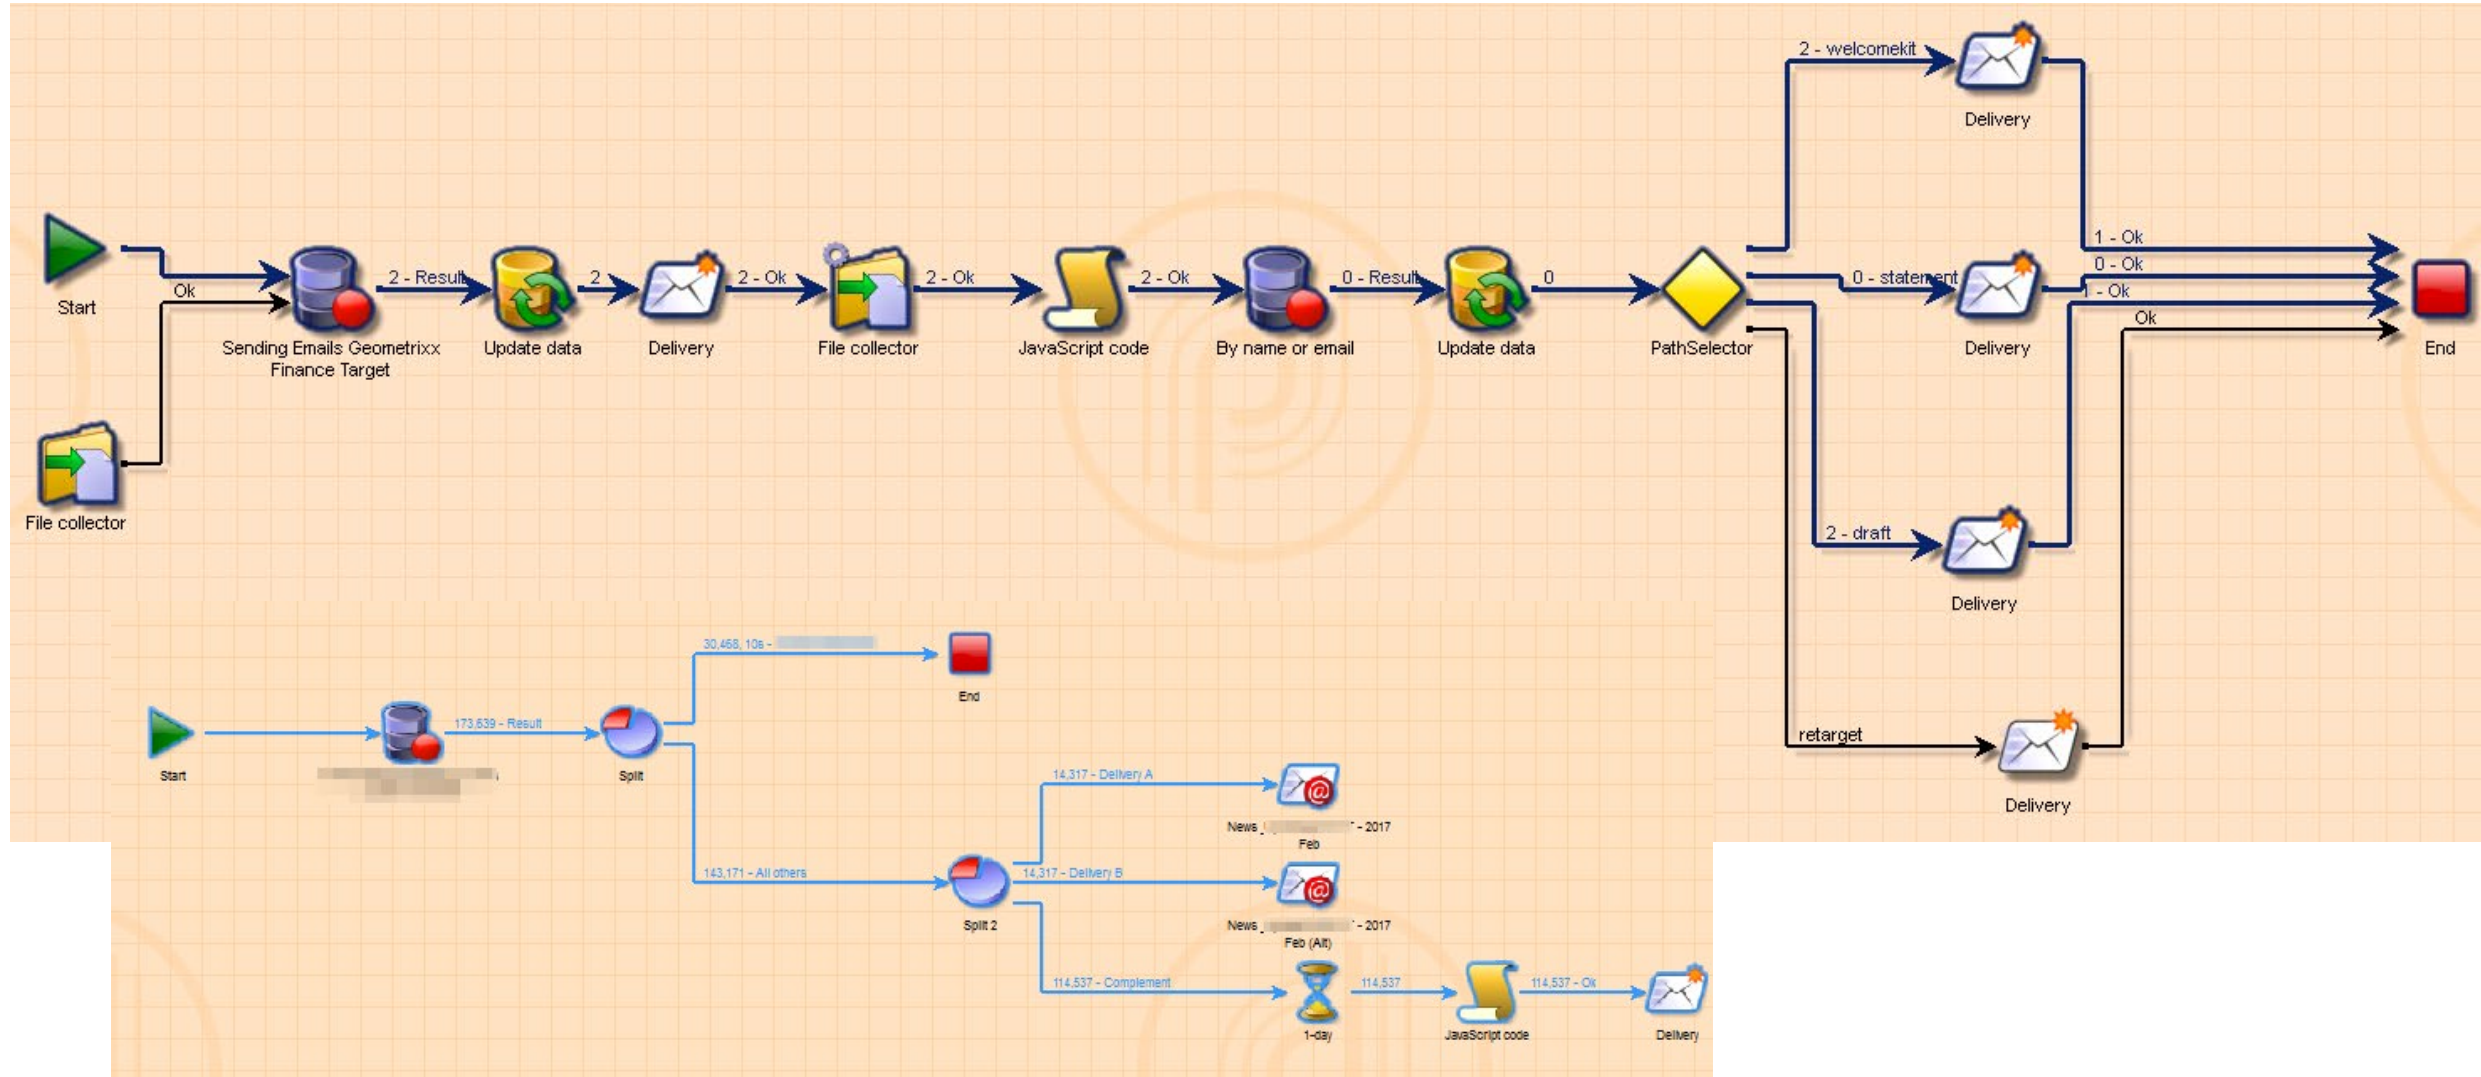 2 - welcomekit
Delivery
Start
Ok
Sending Emails Geometrixx
Finance Target
2 - Result
Update data
2
Delivery
2 - Ok
File collector
2 - Ok
JavaScript code
2 - Ok
By name or email
0 - Result
Update data
0
PathSelector
0 - statement
Delivery
1 - Ok
0 - Ok
1 - Ok
Ok
End
File collector
2 - draft
Delivery
retarget
Delivery
30,468, 10s -
End
Start
173,639 - Result
Split
14,317 - Delivery A
News
- 2017
Feb
143,171 - All others
Split 2
14,317 - Delivery B
News
- 2017
Feb (Alt)
114,537 - Complement
1-day
114,537
JavaScript code
114,537 - Ok
Delivery